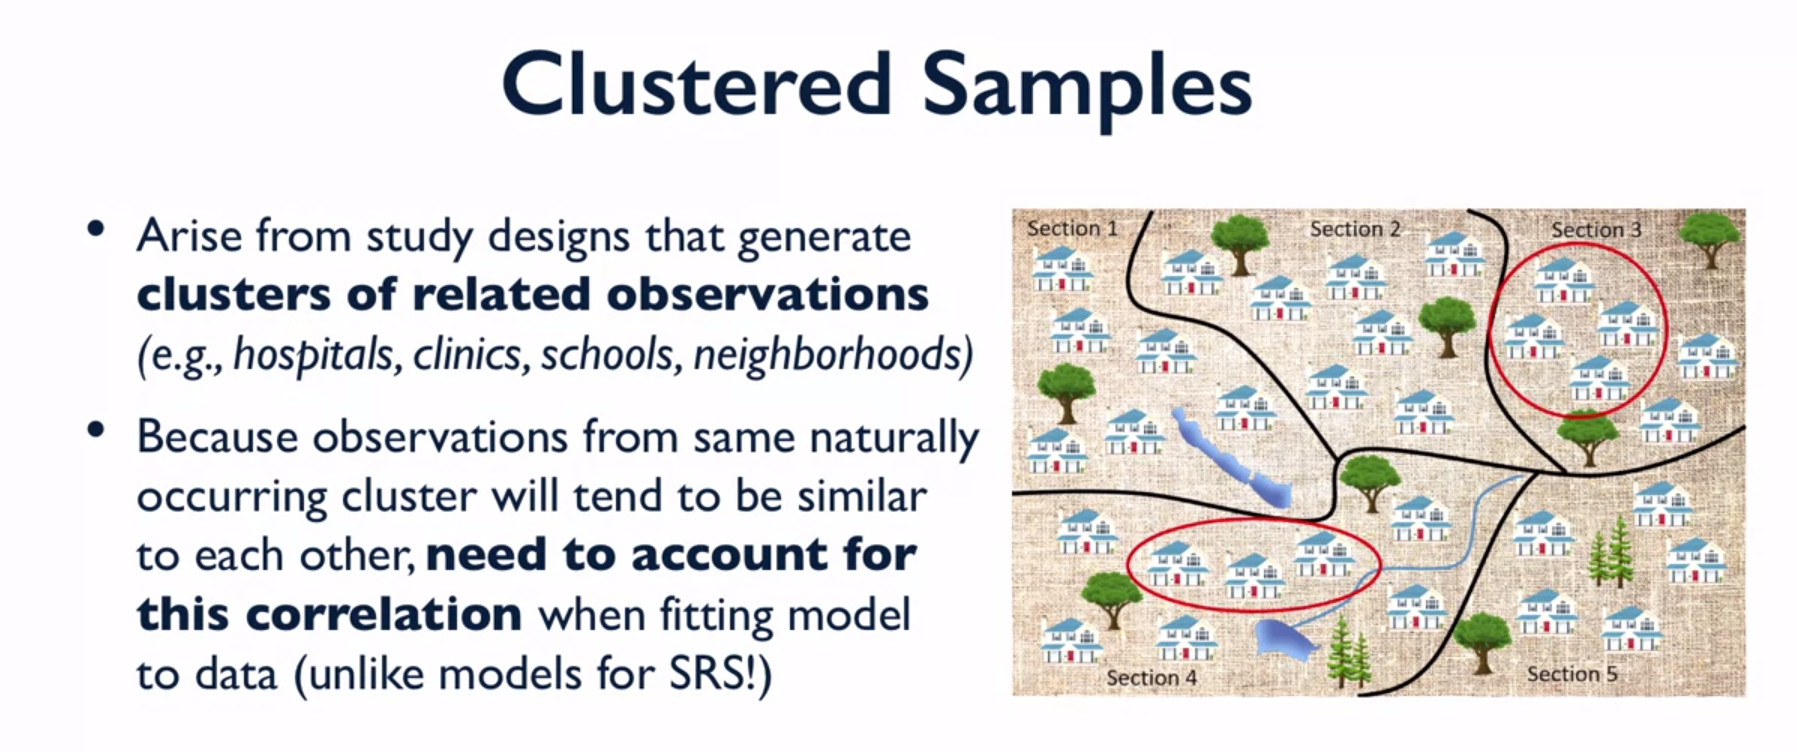 Clustered Samples
• Arise from study designs that generate
clusters of related observations
(e.g., hospitals, clinics, schools, neighborhoods)
• Because observations from same naturally
occurring cluster will tend to be similar
to each other, need to account for
this correlation when fitting model
to data (unlike models for SRS!)
Section 1
Section 2
Section 3
Section 4
Section 5